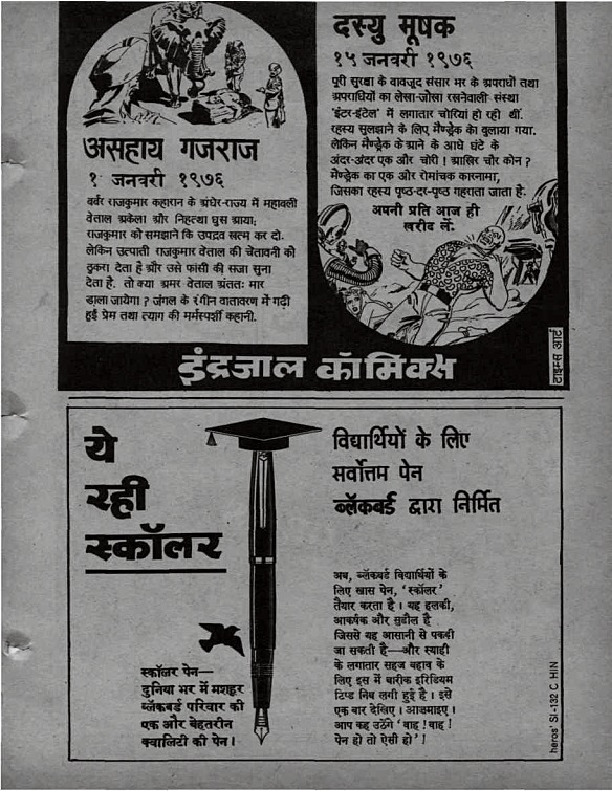 असहाय गजराज
१ जनवरी १९७६
बर्बर राजकुमार कहारान के अंधेर-राज्य में महाबली
वेताल अकेला और निहत्था घुस आया;
राजकुमार को समझाने कि उपद्रव खत्म कर दो.
लेकिन उत्पाती राजकुमार वेताल की चेतावनी को
ठुकरा देता है और उसे फांसी की सजा सुना
देता है. तो क्या अमर वेताल अंततः मार
डाला जायेगा ? जंगल के रंगीन वातावरण में गढ़ी
हुई प्रेम तथा त्याग की मर्मस्पर्शी कहानी.
दस्यु मूषक
१५ जनवरी १९७६
पूरी सुरक्षा के बावजूद संसार भर के अपराधों तथा
अपराधियों का लेखा-जोखा रखनेवाली संस्था
'इंटर-इंटेल' में लगातार चोरियां हो रही थीं.
रहस्य सुलझाने के लिए मैण्ड्रेक को बुलाया गया.
लेकिन मैण्ड्रेक के आने के आधे घंटे के
अंदर-अंदर एक और चोरी ! आखिर चौर कौन ?
मैण्ड्रेक का एक और रोमांचक कारनामा,
जिसका रहस्य पृष्ठ-दर-पृष्ठ गहराता जाता है.
अपनी प्रति आज ही
खरीद लें.
टाइम्स आर्ट
इंद्रजाल कॉमिक्स
ये
रही
स्कॉलर
विद्यार्थियों के लिए
सर्वोत्तम पेन
ब्लॅकबर्ड द्वारा निर्मित
अब, ब्लॅकबर्ड विद्यार्थियों के
लिए खास पेन, "स्कॉलर"
तैयार करता है । यह हलकी,
आकर्षक और सुडौल है
जिससे यह आसानी से पकडी
जा सकती है—और स्याही
के लगातार सहज बहाव के
लिए इस में बारीक इरिडियम
टिप्ड निब लगी हुई है । इसे
एक बार देखिए । आजमाइए ।
आप कह उठेंगे 'वाह ! वाह !
पेन हो तो ऐसी हो' !
स्कॉलर पेन—
दुनिया भर में मशहूर
ब्लॅकबर्ड परिवार की
एक और बेहतरीन
क्वालिटी की पेन ।
heros' SI-132 C HIN